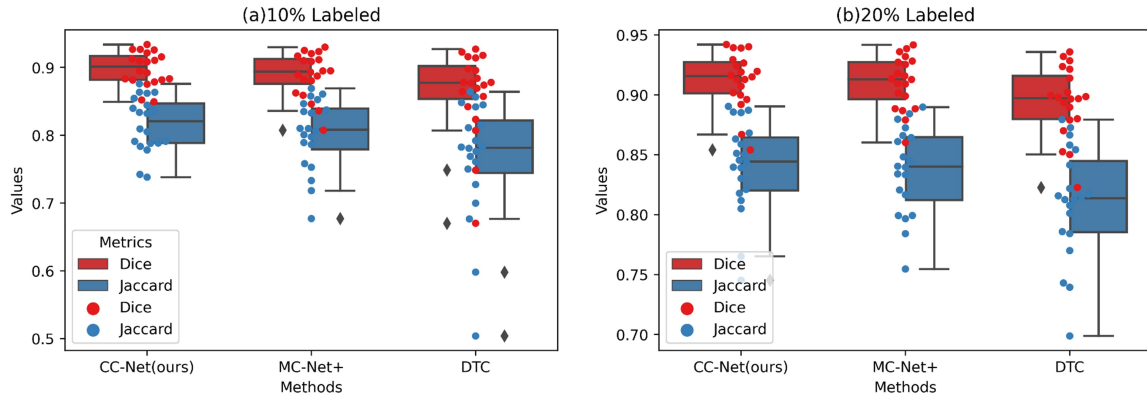 (a)10% Labeled
0.9
0.8
0.7
0.6
0.5
Values
Metrics
Dice
Jaccard
Dice
Jaccard
CC-Net(ours)
MC-Net+
DTC
Methods
(b)20% Labeled
0.95
0.90
0.85
0.80
0.75
0.70
Values
Dice
Jaccard
Dice
Jaccard
CC-Net(ours)
MC-Net+
DTC
Methods